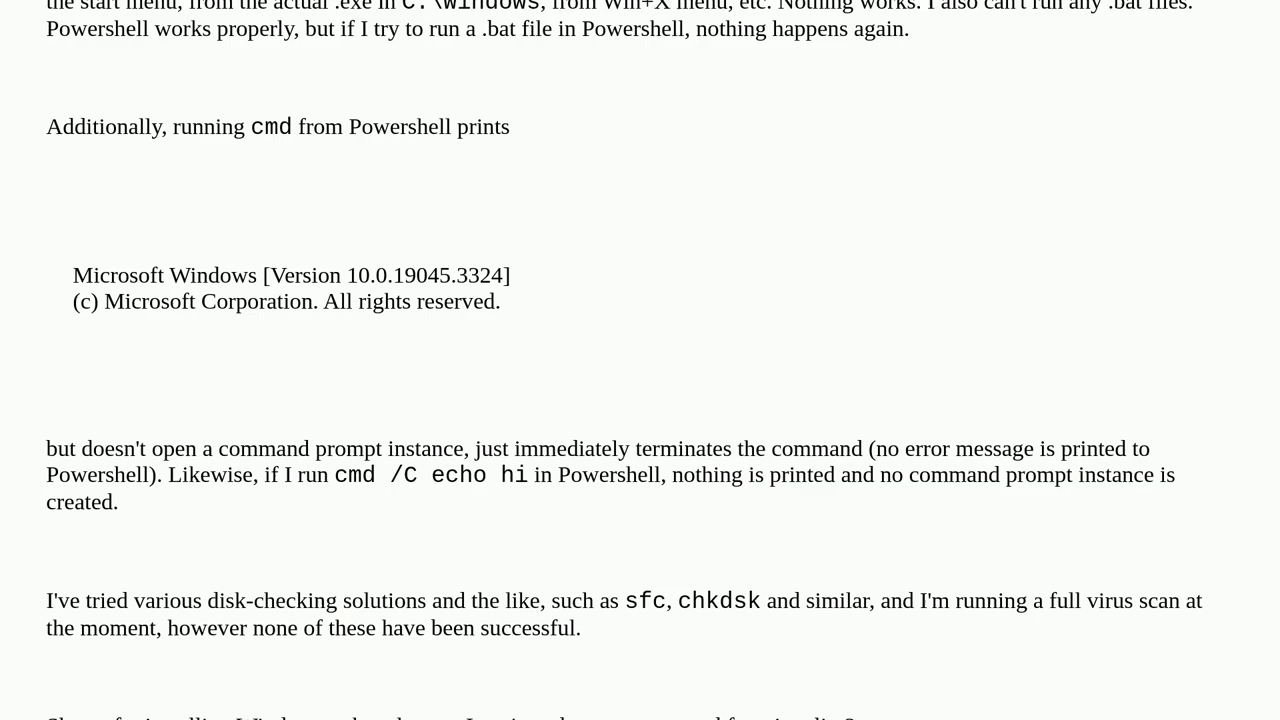 the start menu, from the actual .exe in C:\Windows, from Win+X menu, etc. Nothing works. I also can't run any .bat files.
Powershell works properly, but if I try to run a .bat file in Powershell, nothing happens again.
Additionally, running cmd from Powershell prints
Microsoft Windows [Version 10.0.19045.3324]
(c) Microsoft Corporation. All rights reserved.
but doesn't open a command prompt instance, just immediately terminates the command (no error message is printed to
Powershell). Likewise, if I run cmd /C echo hi in Powershell, nothing is printed and no command prompt instance is
created.
I've tried various disk-checking solutions and the like, such as sfc, chkdsk and similar, and I'm running a full virus scan at
the moment, however none of these have been successful.